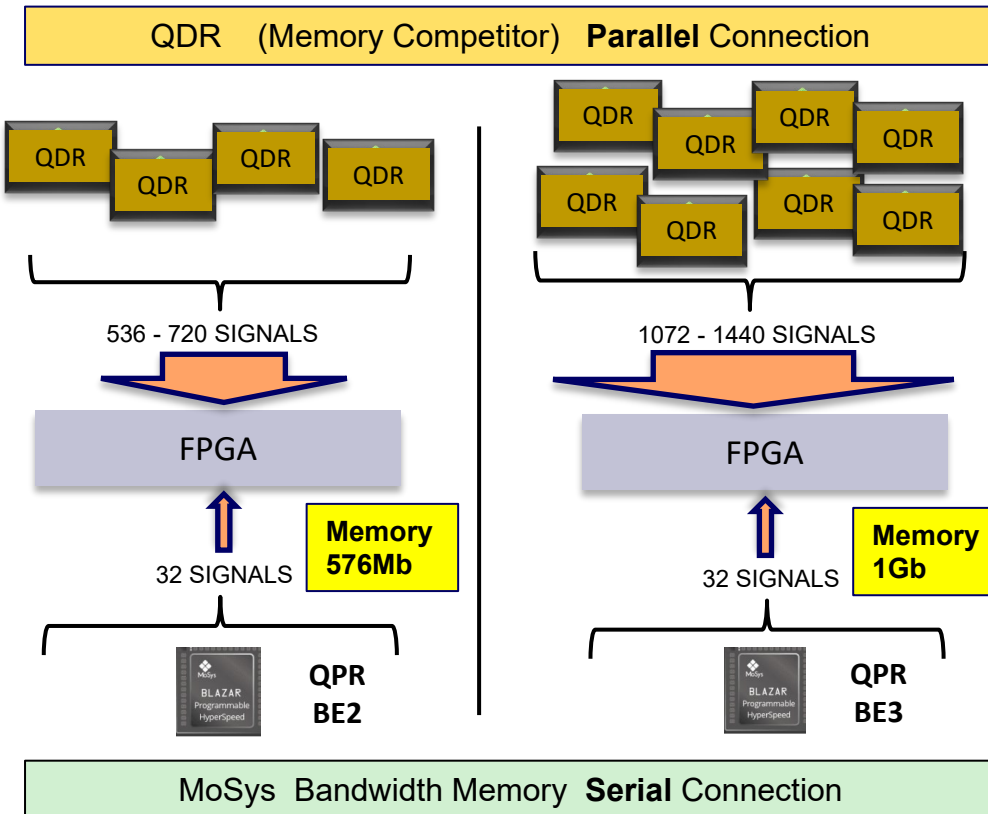 QDR (Memory Competitor) Parallel Connection
QDR
QDR
QDR
QDR
536 - 720 SIGNALS
FPGA
32 SIGNALS
Memory
576Mb
MoSys
BLAZAR
Programmable
HyperSpeed
QPR
BE2
QDR
QDR
QDR
QDR
QDR
QDR
QDR
QDR
1072 - 1440 SIGNALS
FPGA
32 SIGNALS
Memory
1Gb
MoSys
BLAZAR
Programmable
HyperSpeed
QPR
BE3
MoSys Bandwidth Memory Serial Connection